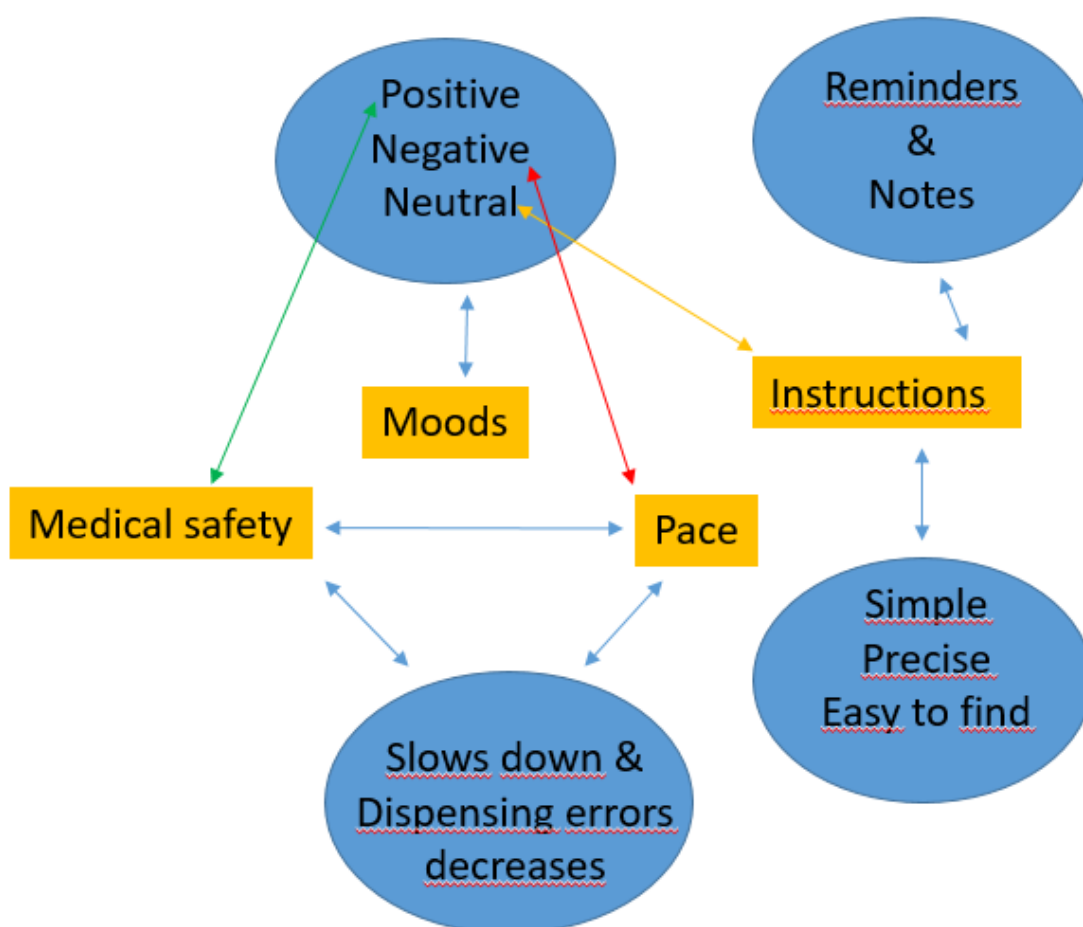 Positive
Negative
Neutral
Reminders
&
Notes
Moods
Instructions
Medical safety
Pace
Simple
Precise
Easy to find
Slows down &
Dispensing errors
decreases